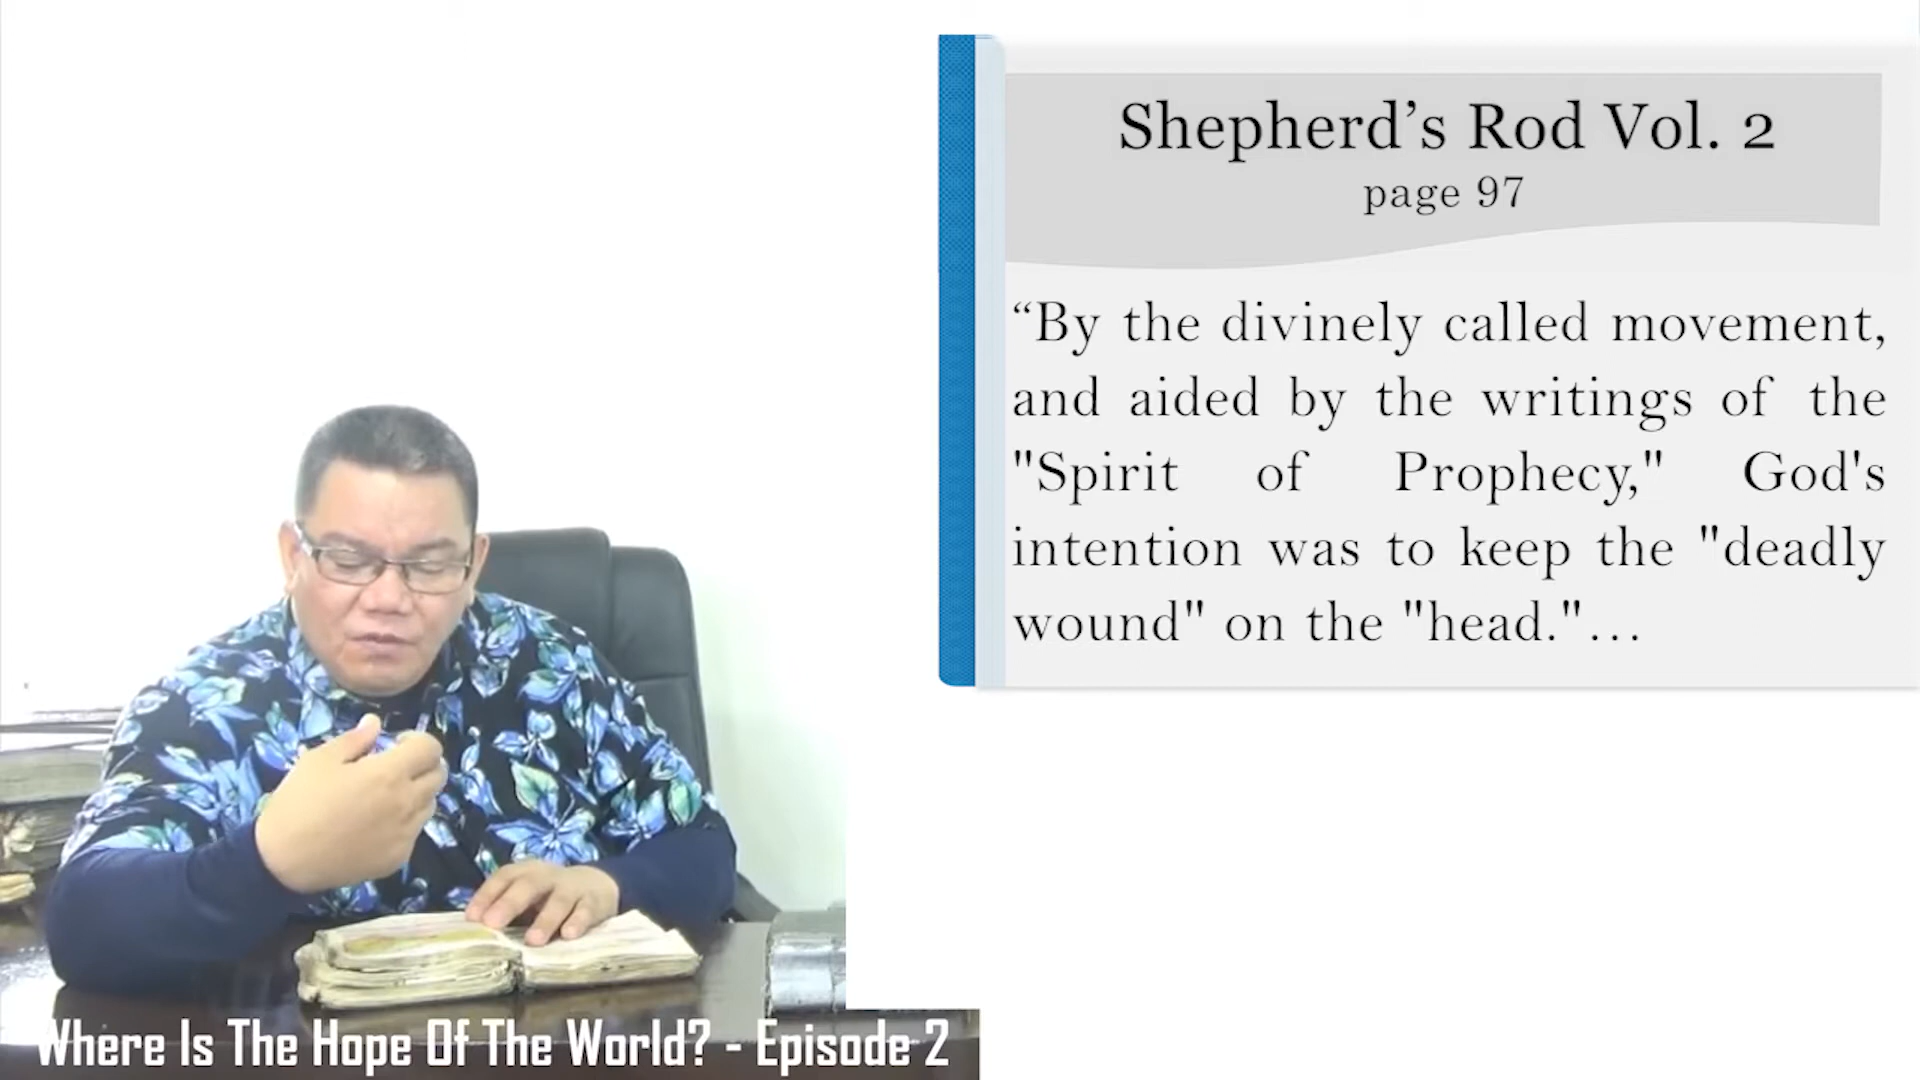 Shepherd’s Rod Vol. 2
page 97
“By the divinely called movement,
and aided by the writings of the
"Spirit of Prophecy," God's
intention was to keep the "deadly
wound" on the "head."…
Where Is The Hope Of The World? - Episode 2